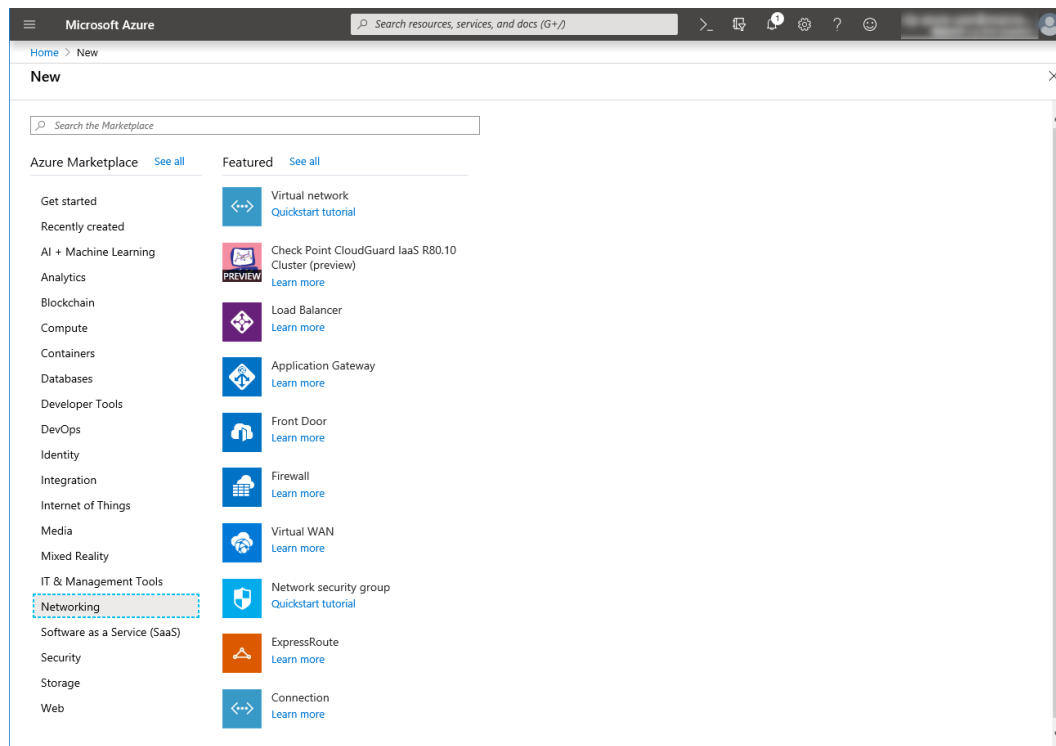 Microsoft Azure
Search resources, services, and docs (G+/)
>_
1
?
Home > New
New
Search the Marketplace
Azure Marketplace See all
Get started
Recently created
AI + Machine Learning
Analytics
Blockchain
Compute
Containers
Databases
Developer Tools
DevOps
Identity
Integration
Internet of Things
Media
Mixed Reality
IT & Management Tools
Networking
Software as a Service (SaaS)
Security
Storage
Web
Featured See all
Virtual network
Quickstart tutorial
PREVIEW
Check Point CloudGuard IaaS R80.10
Cluster (preview)
Learn more
Load Balancer
Learn more
Application Gateway
Learn more
Front Door
Learn more
Firewall
Learn more
Virtual WAN
Learn more
Network security group
Quickstart tutorial
ExpressRoute
Learn more
Connection
Learn more